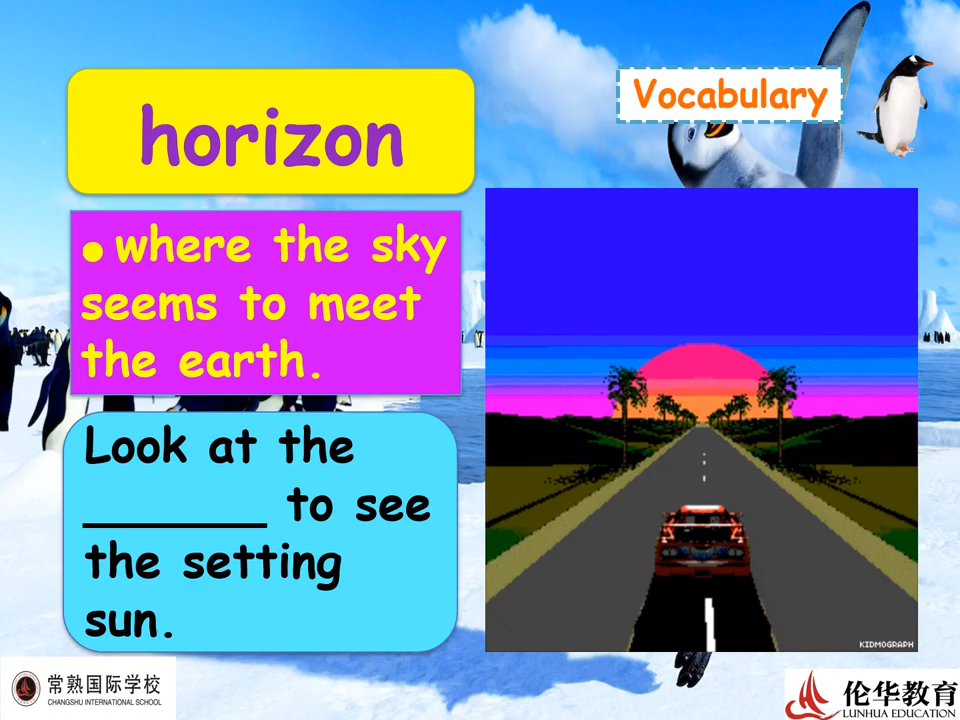 Vocabulary
horizon
• where the sky
seems to meet
the earth.
Look at the
________ to see
the setting
sun.
KIDMOGRAPH
常熟国际学校
CHANGSHU INTERNATIONAL SCHOOL
伦华教育
LUNHUA EDUCATION